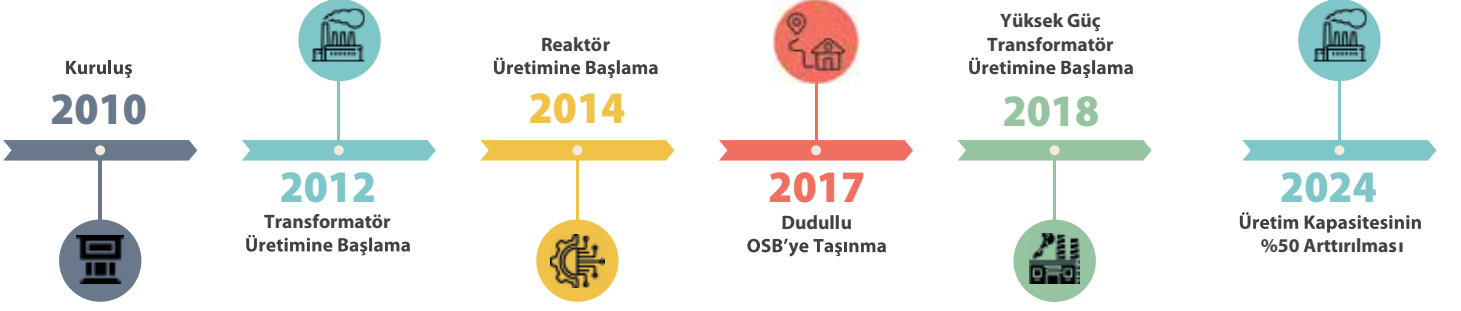 Kuruluş
2010
2012
Transformatör
Üretimine Başlama
Reaktör
Üretimine Başlama
2014
2017
Dudullu
OSB’ye Taşınma
Yüksek Güç
Transformatör
Üretimine Başlama
2018
2024
Üretim Kapasitesinin
%50 Arttırılması